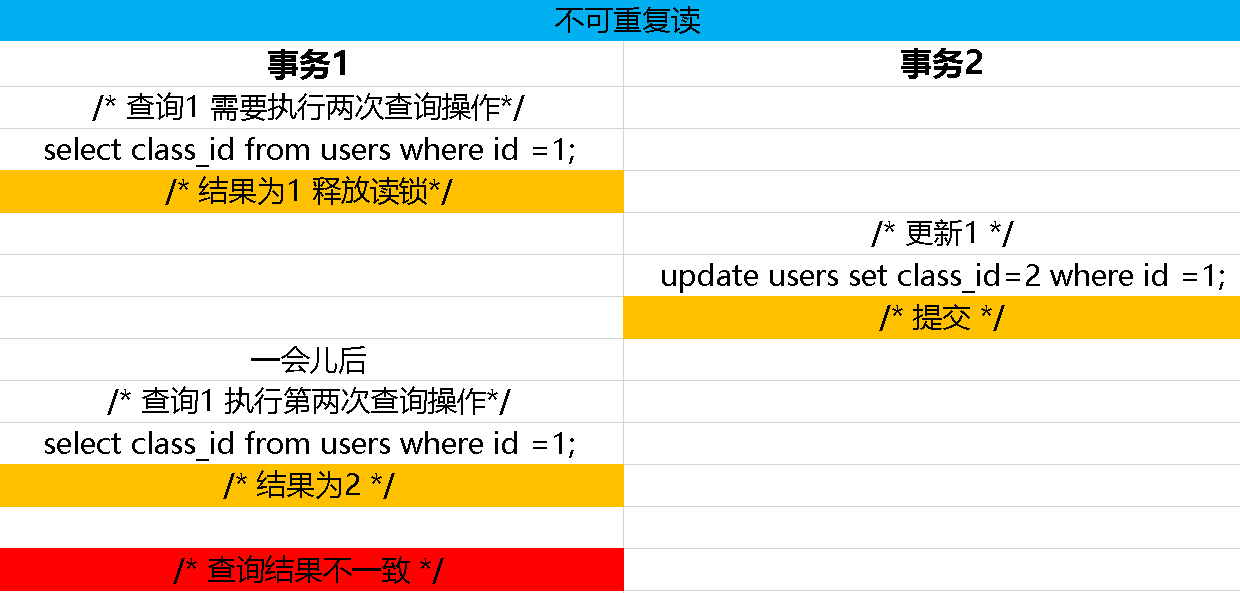 不可重复读
事务1
事务2
/* 查询1 需要执行两次查询操作*/
select class_id from users where id =1;
/* 结果为1 释放读锁*/
/* 更新1 */
update users set class_id=2 where id =1;
/* 提交 */
一会儿后
/* 查询1 执行第两次查询操作*/
select class_id from users where id =1;
/* 结果为2 */
/* 查询结果不一致 */